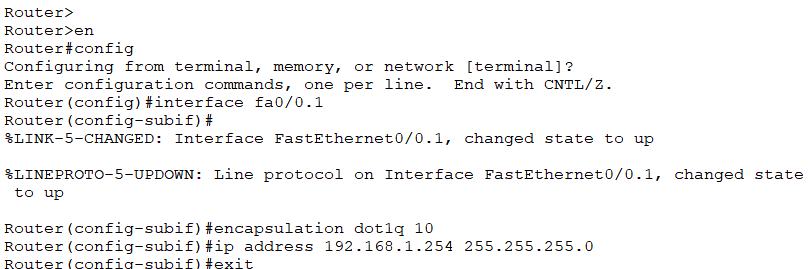 Router>
Router>en
Router#config
Configuring from terminal, memory, or network [terminal]?
Enter configuration commands, one per line.  End with CNTL/Z.
Router(config)#interface fa0/0.1
Router(config-subif)#
%LINK-5-CHANGED: Interface FastEthernet0/0.1, changed state to up
%LINEPROTO-5-UPDOWN: Line protocol on Interface FastEthernet0/0.1, changed state
to up
Router(config-subif)#encapsulation dot1q 10
Router(config-subif)#ip address 192.168.1.254 255.255.255.0
Router(config-subif)#exit